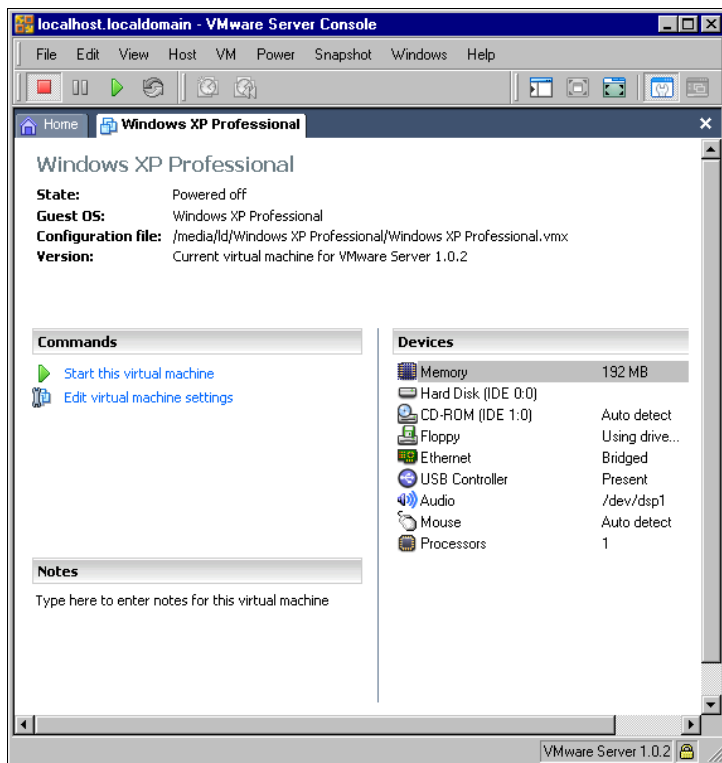 localhost.localdomain - VMware Server Console
File Edit View Host VM Power Snapshot Windows Help
Home Windows XP Professional
Windows XP Professional
State: Powered off
Guest OS: Windows XP Professional
Configuration file: /media/ld/Windows XP Professional/Windows XP Professional.vmx
Version: Current virtual machine for VMware Server 1.0.2
Commands
Start this virtual machine
Edit virtual machine settings
Notes
Type here to enter notes for this virtual machine
Devices
Memory 192 MB
Hard Disk (IDE 0:0)
CD-ROM (IDE 1:0) Auto detect
Floppy Using drive...
Ethernet Bridged
USB Controller Present
Audio /dev/dsp1
Mouse Auto detect
Processors 1
VMware Server 1.0.2